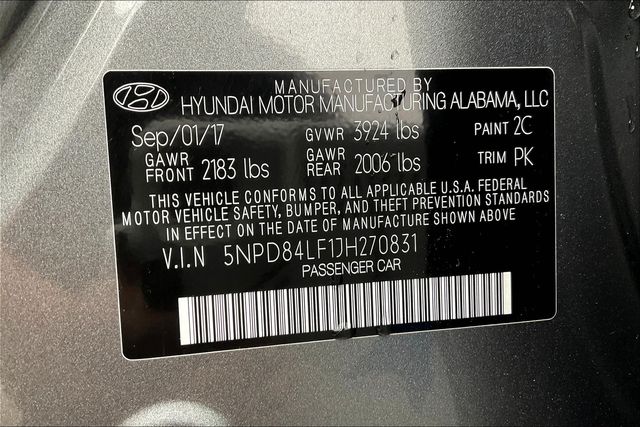 MANUFACTURED BY
HYUNDAI MOTOR MANUFACTURING ALABAMA, LLC
Sep/01/17 GVWR 3924 lbs PAINT 2C
GAWR FRONT 2183 lbs GAWR REAR 2006 lbs TRIM PK
THIS VEHICLE CONFORMS TO ALL APPLICABLE U.S.A. FEDERAL
MOTOR VEHICLE SAFETY, BUMPER, AND THEFT PREVENTION STANDARDS
IN EFFECT ON THE DATE OF MANUFACTURE SHOWN ABOVE
V.I.N 5NPD84LF1JH270831
PASSENGER CAR